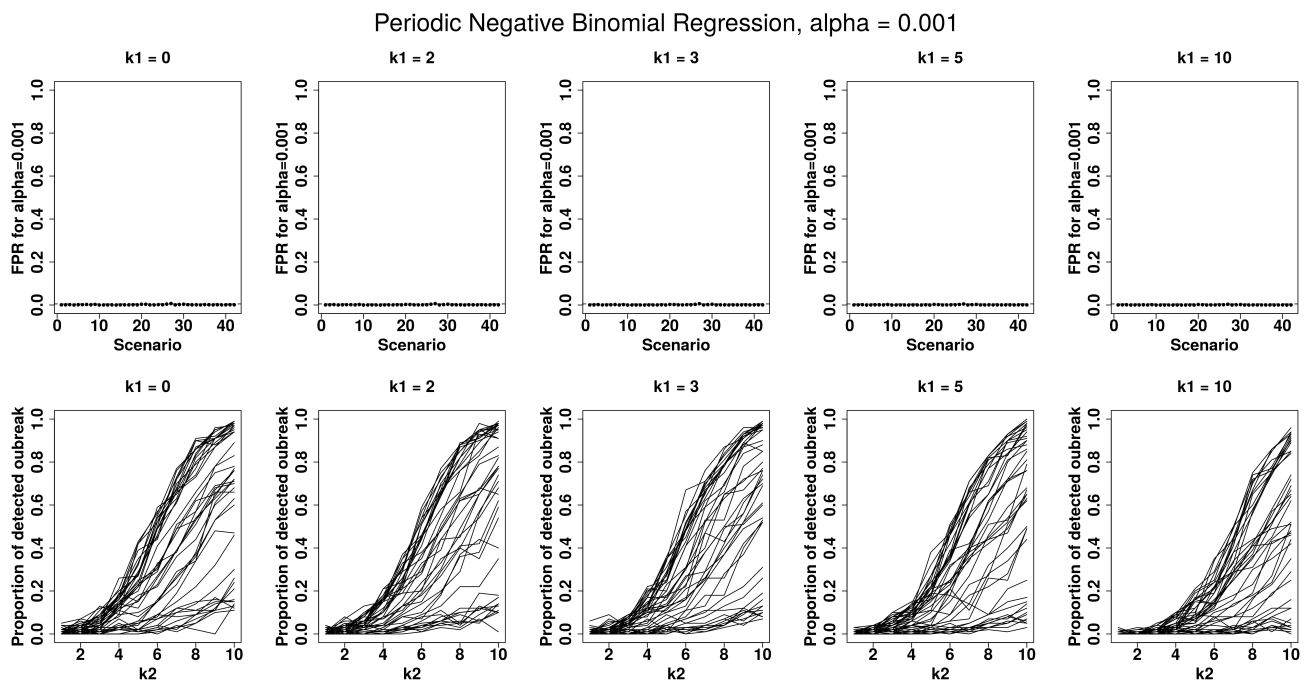 Periodic Negative Binomial Regression, alpha = 0.001
k1 = 0 k1 = 2 k1 = 3 k1 = 5 k1 = 10
FPR for alpha=0.001 FPR for alpha=0.001 FPR for alpha=0.001 FPR for alpha=0.001 FPR for alpha=0.001
1.0 1.0 1.0 1.0 1.0
0.8 0.8 0.8 0.8 0.8
0.6 0.6 0.6 0.6 0.6
0.4 0.4 0.4 0.4 0.4
0.2 0.2 0.2 0.2 0.2
0.0 0.0 0.0 0.0 0.0
0 10 20 30 40 0 10 20 30 40 0 10 20 30 40 0 10 20 30 40 0 10 20 30 40
Scenario Scenario Scenario Scenario Scenario
k1 = 0 k1 = 2 k1 = 3 k1 = 5 k1 = 10
Proportion of detected oubreak Proportion of detected oubreak Proportion of detected oubreak Proportion of detected oubreak Proportion of detected oubreak
1.0 1.0 1.0 1.0 1.0
0.8 0.8 0.8 0.8 0.8
0.6 0.6 0.6 0.6 0.6
0.4 0.4 0.4 0.4 0.4
0.2 0.2 0.2 0.2 0.2
0.0 0.0 0.0 0.0 0.0
2 4 6 8 10 2 4 6 8 10 2 4 6 8 10 2 4 6 8 10 2 4 6 8 10
k2 k2 k2 k2 k2